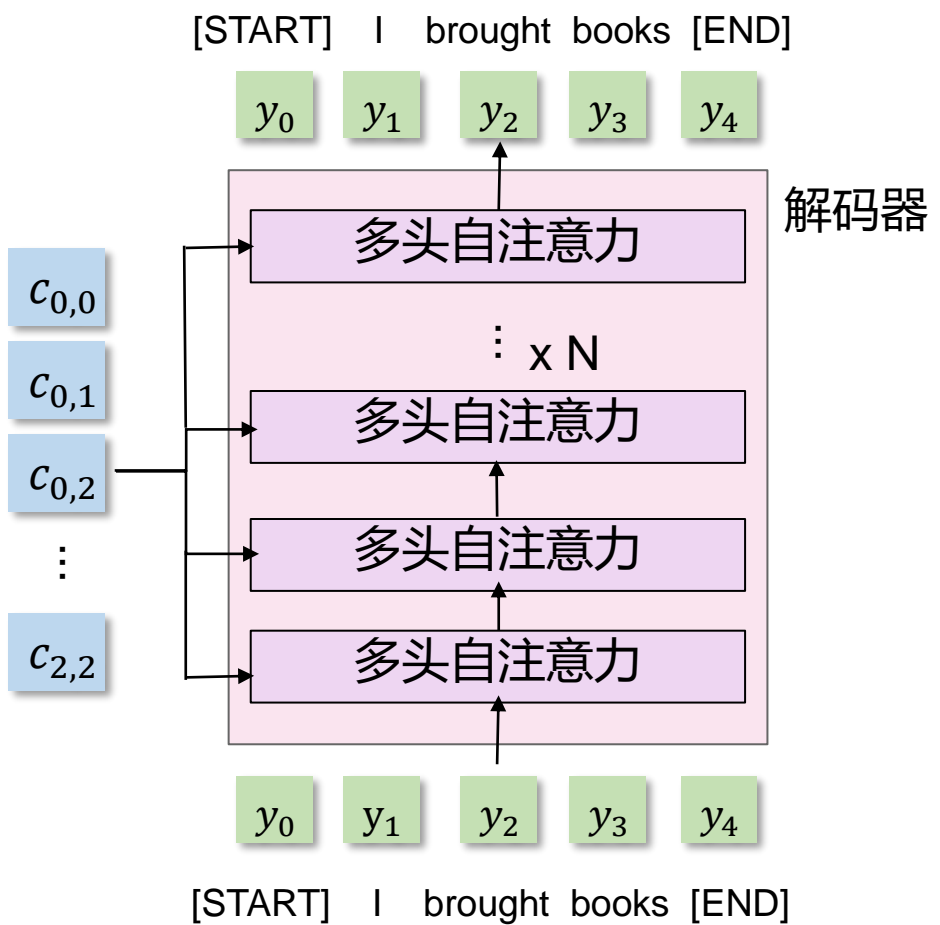 [START] I brought books [END]
y₀ y₁ y₂ y₃ y₄
解码器
多头自注意力
c₀,₀
⋮ x N
c₀,₁
多头自注意力
c₀,₂
多头自注意力
⋮
多头自注意力
c₂,₂
y₀ y₁ y₂ y₃ y₄
[START] I brought books [END]